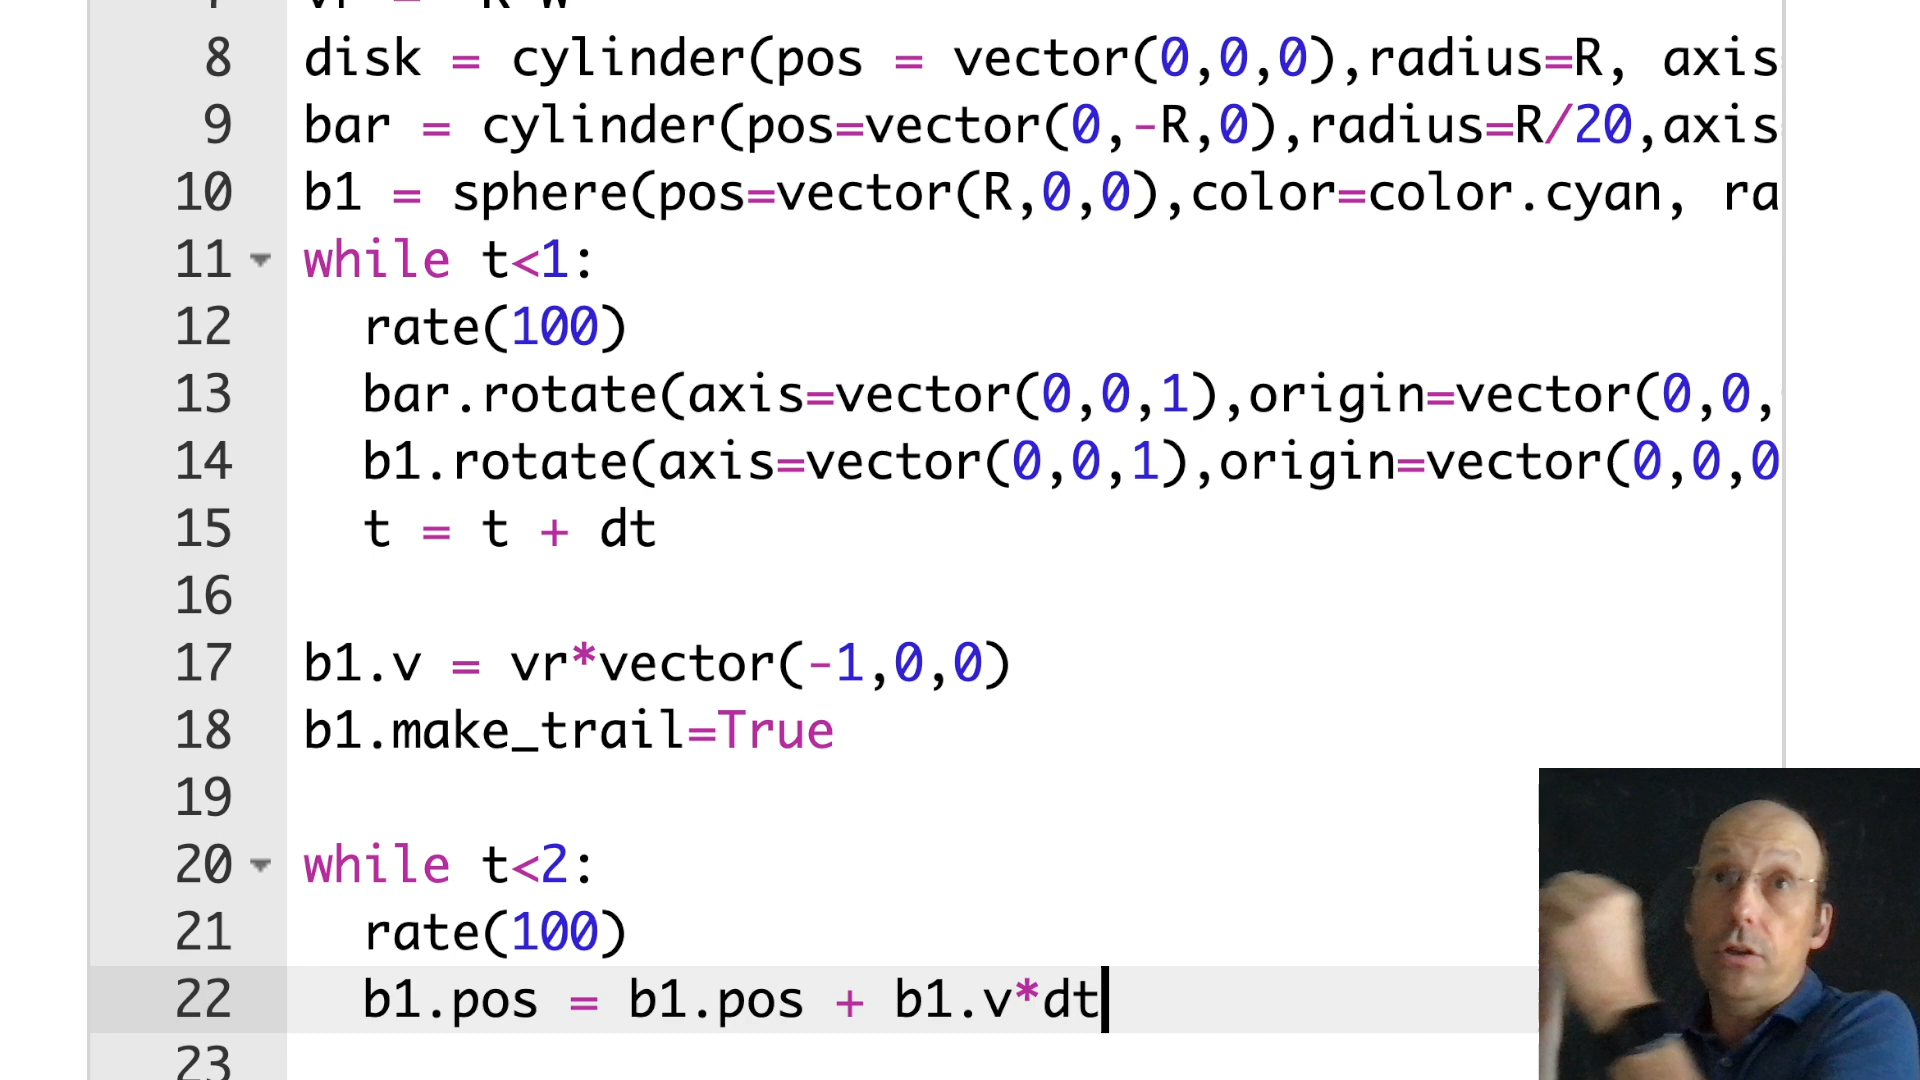 vr = R*w
8 disk = cylinder(pos = vector(0,0,0),radius=R, axis
9 bar = cylinder(pos=vector(0,-R,0),radius=R/20,axis=
10 b1 = sphere(pos=vector(R,0,0),color=color.cyan, ra
11 while t<1:
12 rate(100)
13 bar.rotate(axis=vector(0,0,1),origin=vector(0,0,
14 b1.rotate(axis=vector(0,0,1),origin=vector(0,0,0
15 t = t + dt
16
17 b1.v = vr*vector(-1,0,0)
18 b1.make_trail=True
19
20 while t<2:
21 rate(100)
22 b1.pos = b1.pos + b1.v*dt
23